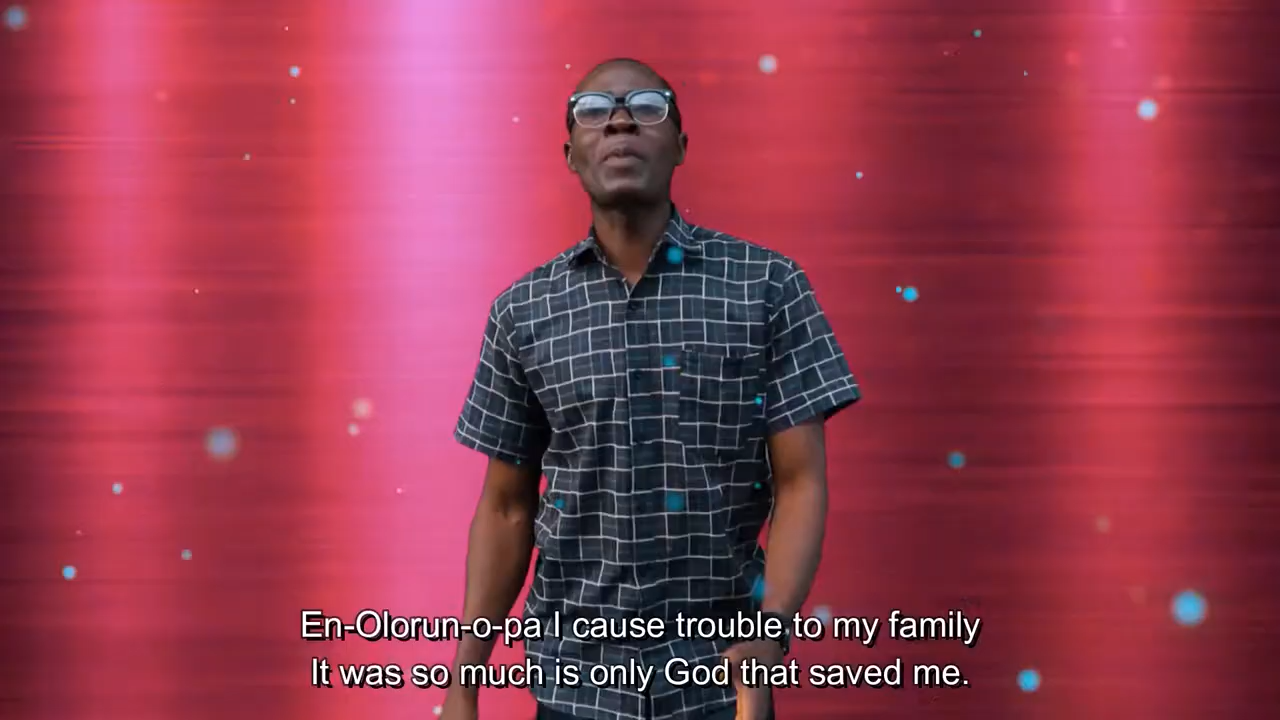 En-Olorun-o-pa I cause trouble to my family
It was so much is only God that saved me.